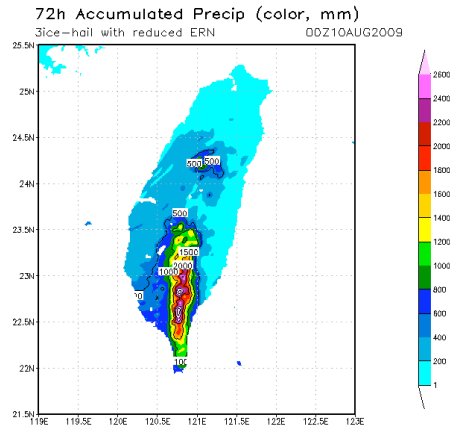 72h Accumulated Precip (color, mm)
3ice-hail with reduced ERN 00Z10AUG2009
25.5N
25N
24.5N
24N
23.5N
23N
22.5N
22N
21.5N
119E 119.5E 120E 120.5E 121E 121.5E 122E 122.5E 123E
500 500
500
1500
2000
1000
00
100
2600
2400
2200
2000
1800
1600
1400
1200
1000
800
600
400
200
1